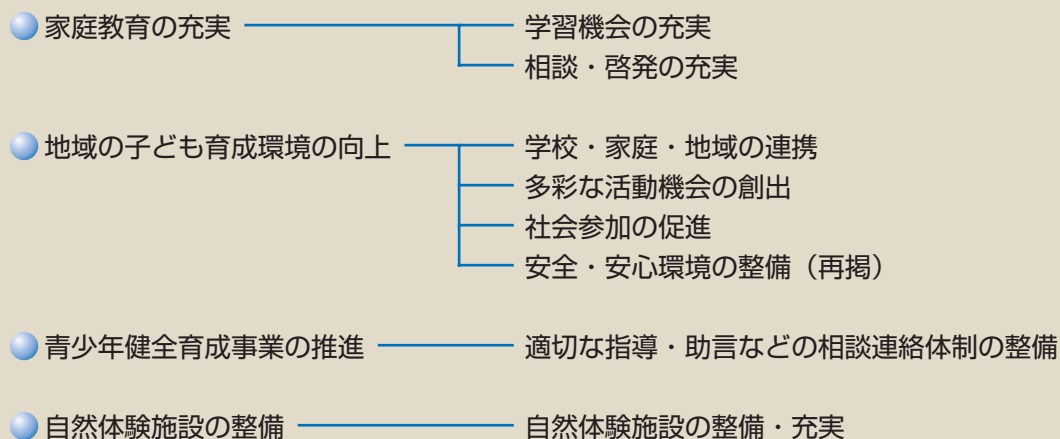 家庭教育の充実 学習機会の充実
相談・啓発の充実
地域の子ども育成環境の向上 学校・家庭・地域の連携
多彩な活動機会の創出
社会参加の促進
安全・安心環境の整備（再掲）
青少年健全育成事業の推進 適切な指導・助言などの相談連絡体制の整備
自然体験施設の整備 自然体験施設の整備・充実